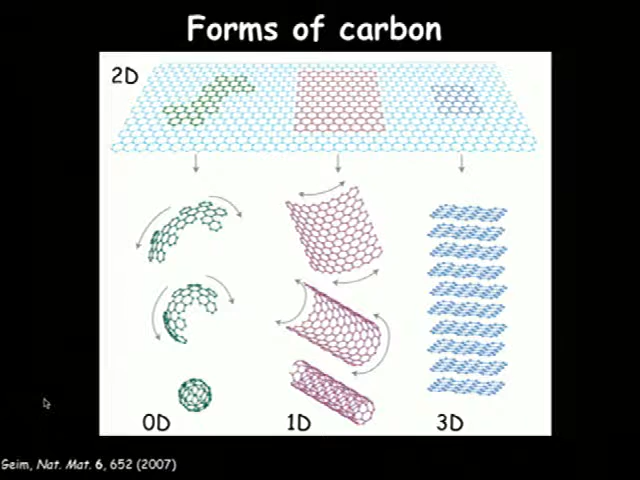 Forms of carbon
2D
0D
1D
3D
Geim, Nat. Mat. 6, 652 (2007)